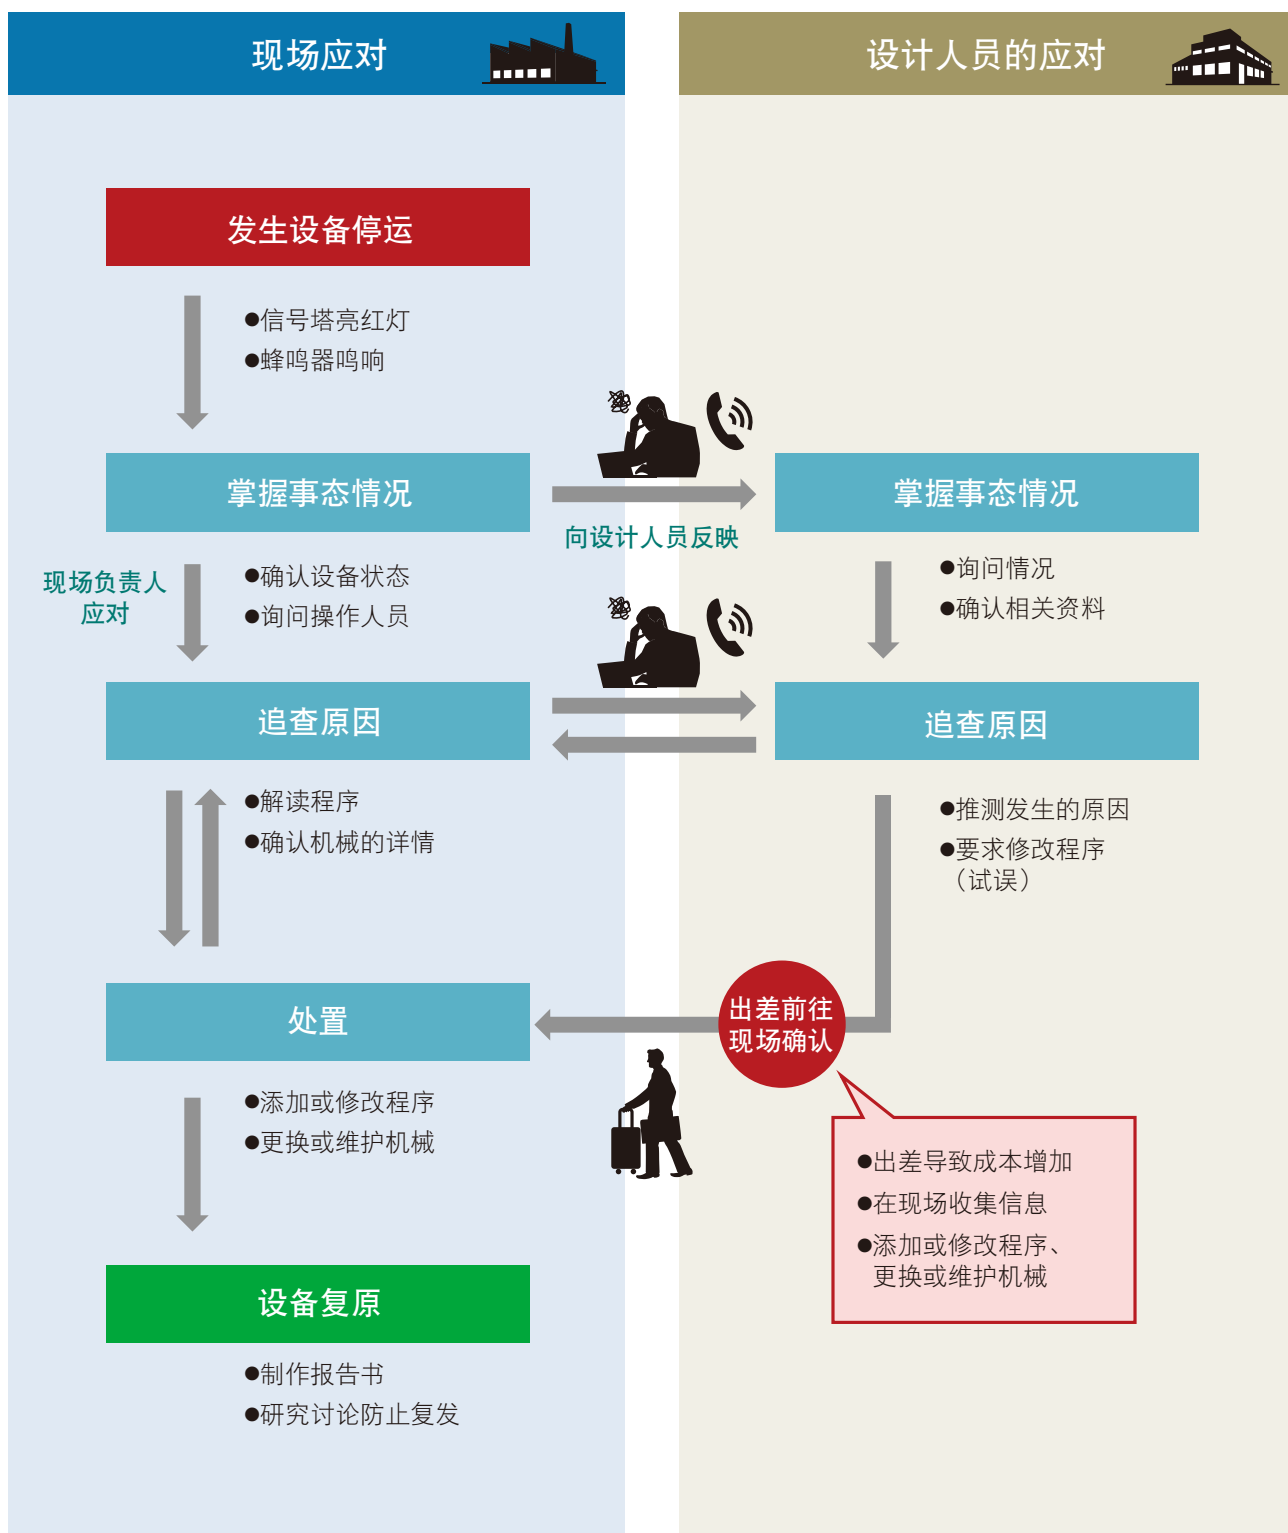 现场应对
设计人员的应对
发生设备停运
●信号塔亮红灯
●蜂鸣器鸣响
掌握事态情况
掌握事态情况
向设计人员反映
现场负责人
应对
●确认设备状态
●询问操作人员
●询问情况
●确认相关资料
追查原因
追查原因
●解读程序
●确认机械的详情
●推测发生的原因
●要求修改程序
（试误）
处置
出差前往
现场确认
●添加或修改程序
●更换或维护机械
●出差导致成本增加
●在现场收集信息
●添加或修改程序、
更换或维护机械
设备复原
●制作报告书
●研究讨论防止复发